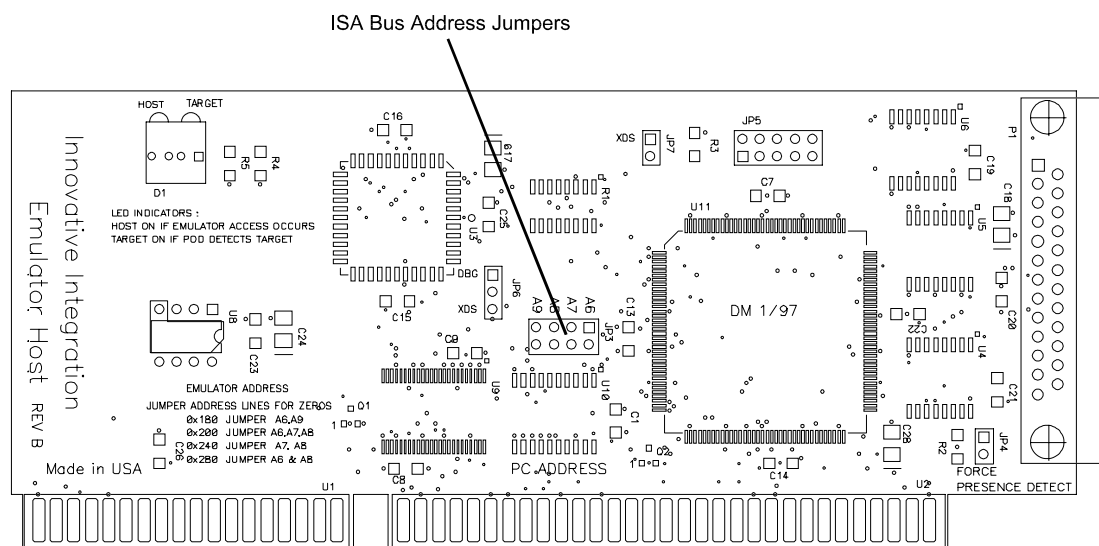 ISA Bus Address Jumpers
HOST TARGET
D1
R5
R4
LED INDICATORS :
HOST ON IF EMULATOR ACCESS OCCURS
TARGET ON IF POD DETECTS TARGET
Innovative Integration
Emulator Host REV B
U8
C23
C24
EMULATOR ADDRESS
JUMPER ADDRESS LINES FOR ZEROS
0x180 JUMPER A6,A9
0x200 JUMPER A6,A7,A8
0x240 JUMPER A7, A8
0x280 JUMPER A6 & A8
C26
Made in USA
U1
C16
C17
C25
U3
R1
DBG
XDS
JP6
C15
A9 A8 A7 A6
JP3
C13
C9
U9
U10
Q1
1
C1
Q2
1
PC ADDRESS
C8
C14
XDS
JP7
R3
JP5
C7
U11
DM 1/97
U6
C19
C18
U5
P1
C22
C20
U4
C21
C28
R2
JP4
FORCE
PRESENCE DETECT
U2